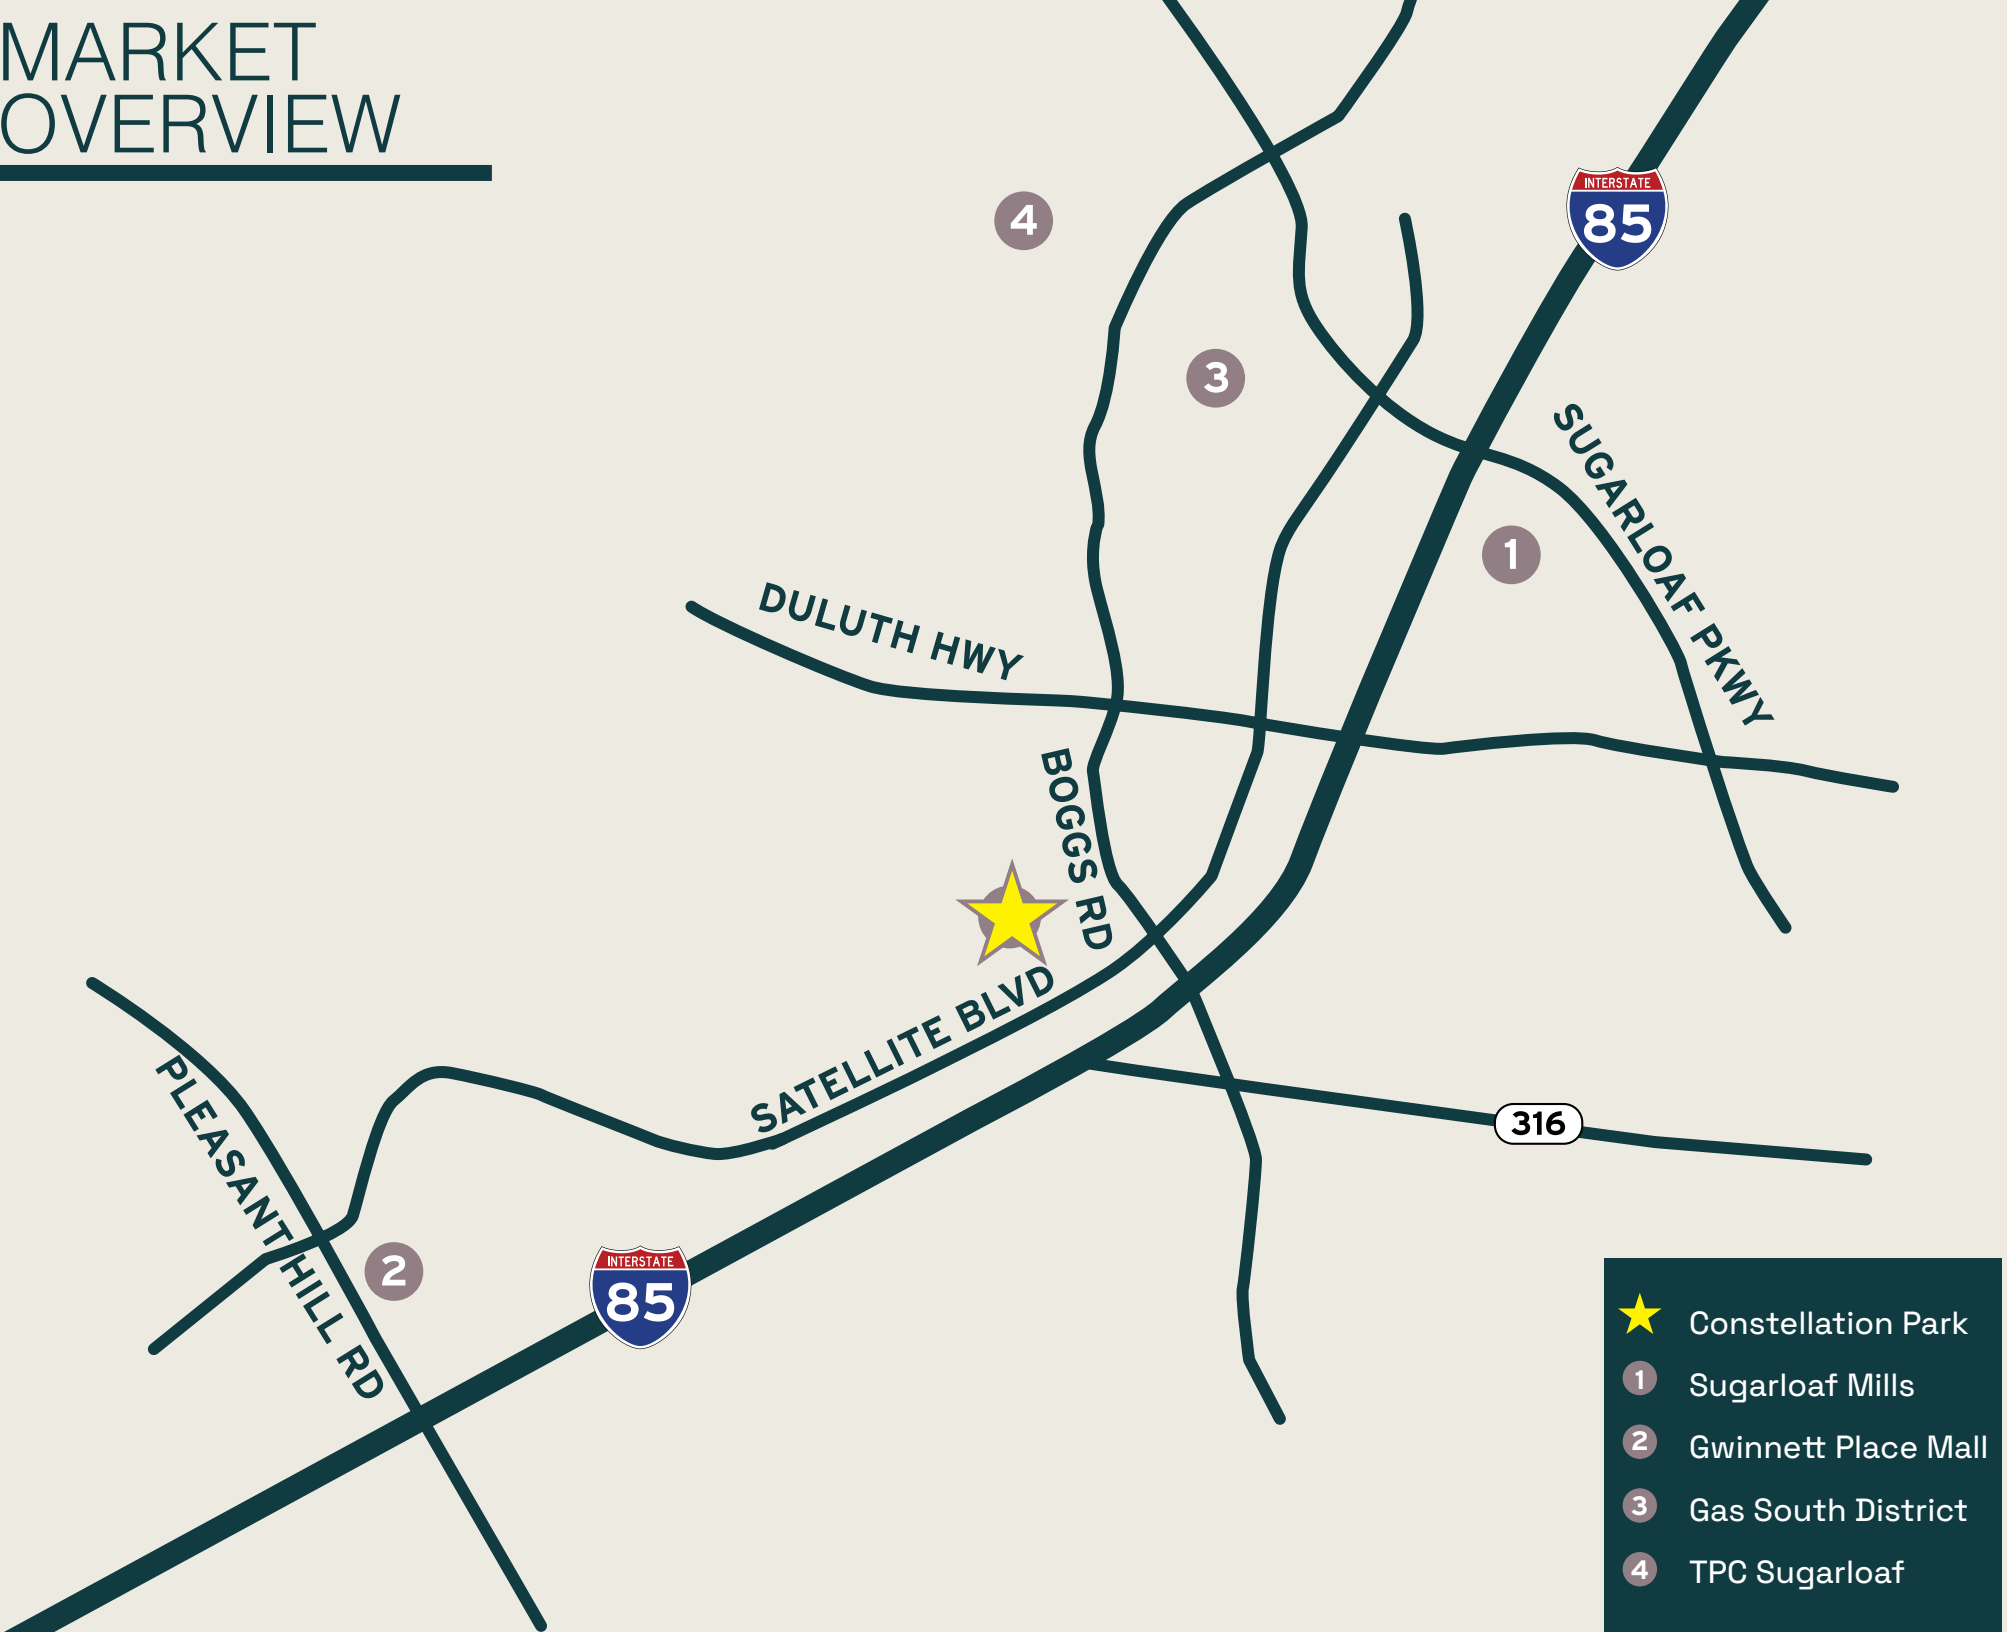 MARKET
OVERVIEW
4
INTERSTATE
85
3
SUGARLOAF PKWY
1
DULUTH HWY
BOGGS RD
SATELLITE BLVD
PLEASANT HILL RD
316
2
INTERSTATE
85
Constellation Park
1 Sugarloaf Mills
2 Gwinnett Place Mall
3 Gas South District
4 TPC Sugarloaf